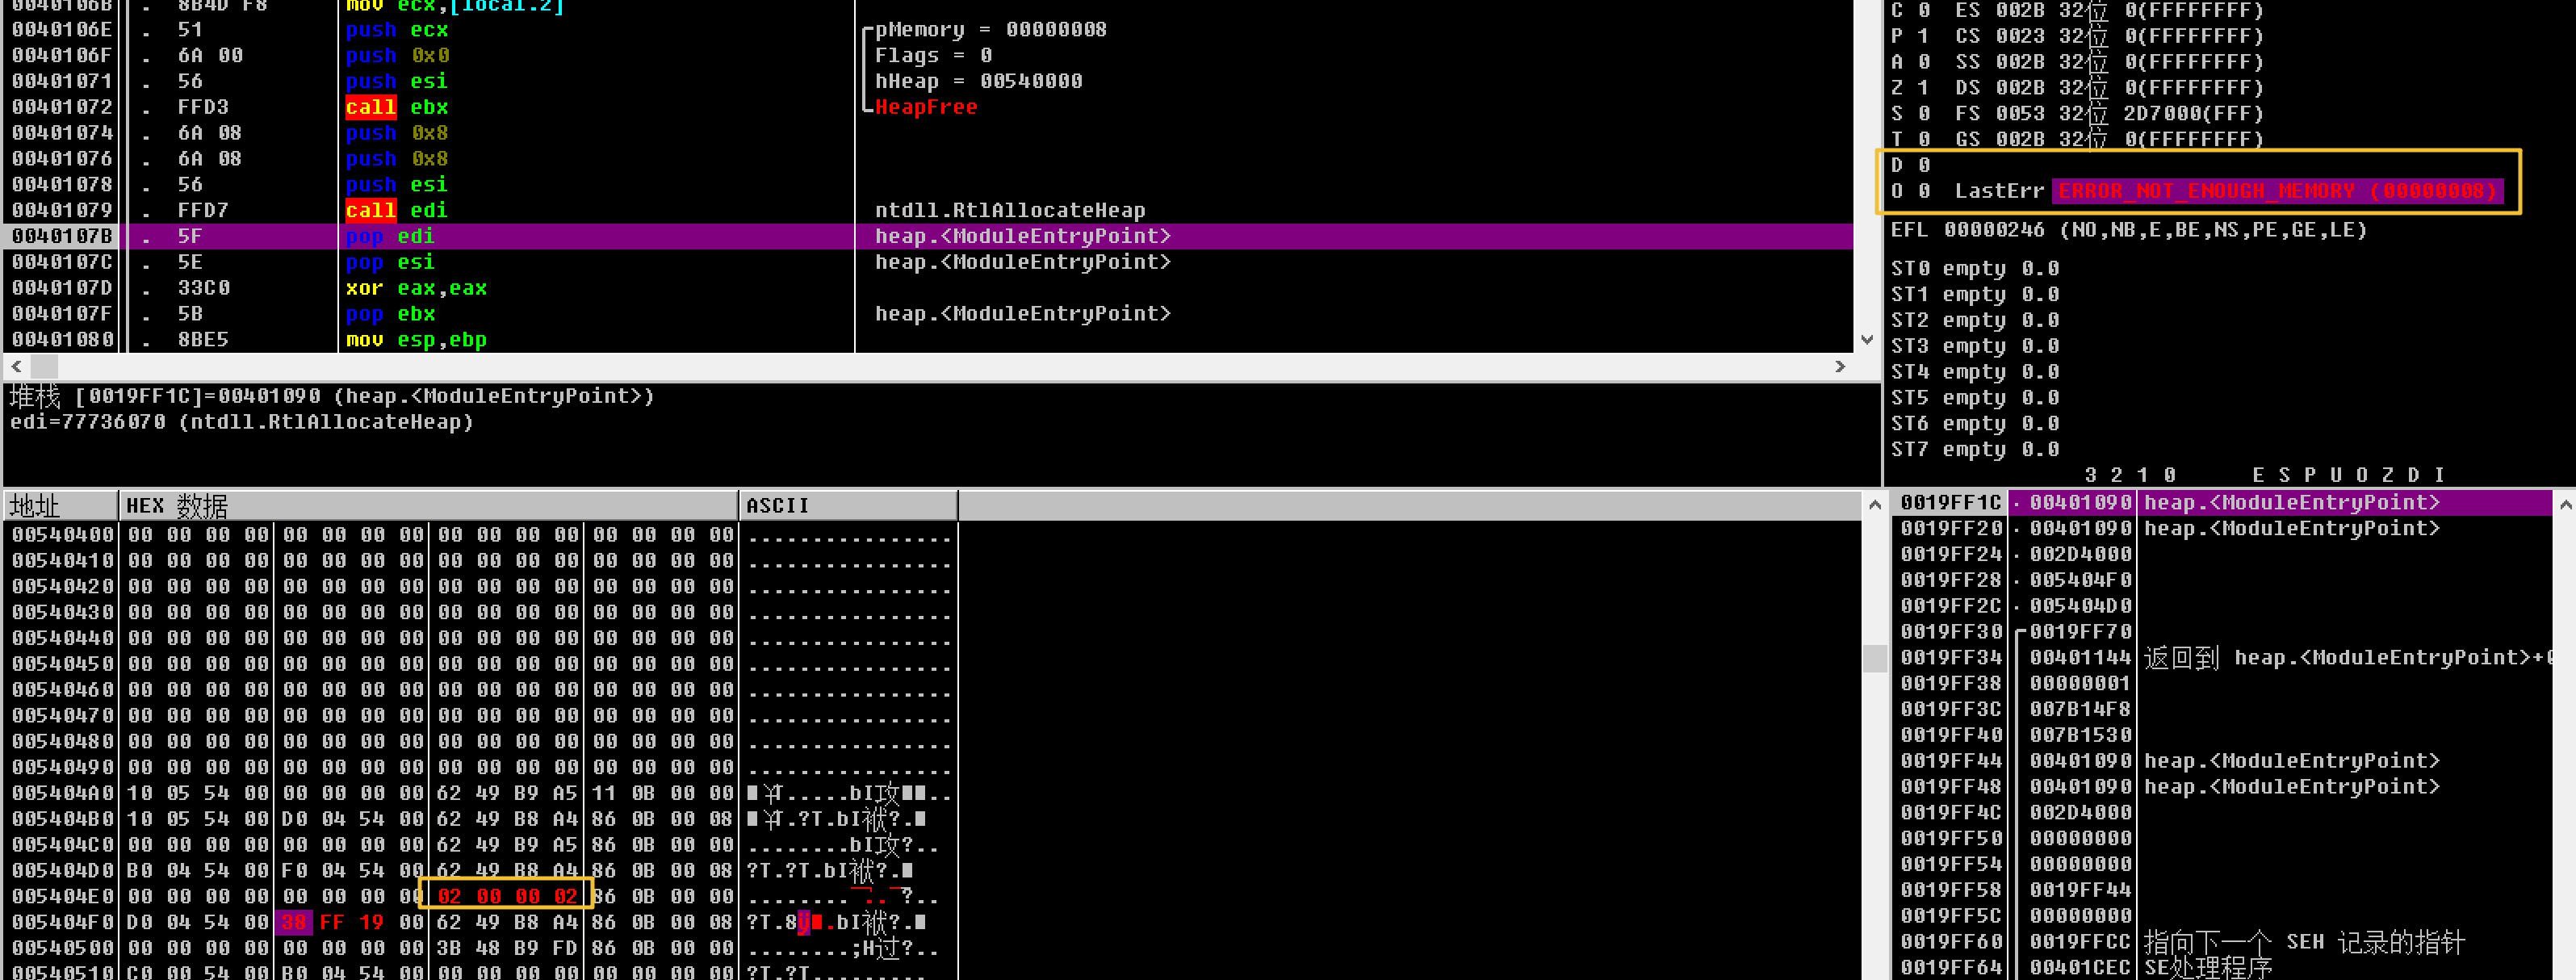 0040106B . 8B4D F8 mov ecx,[local.2]
0040106E . 51 push ecx pMemory = 00000008
0040106F . 6A 00 push 0x0 Flags = 0
00401071 . 56 push esi hHeap = 00540000
00401072 . FFD3 call ebx HeapFree
00401074 . 6A 08 push 0x8
00401076 . 6A 08 push 0x8
00401078 . 56 push esi
00401079 . FFD7 call edi ntdll.RtlAllocateHeap
0040107B . 5F pop edi heap.<ModuleEntryPoint>
0040107C . 5E pop esi heap.<ModuleEntryPoint>
0040107D . 33C0 xor eax,eax
0040107F . 5B pop ebx heap.<ModuleEntryPoint>
00401080 . 8BE5 mov esp,ebp
堆栈 [0019FF1C]=00401090 (heap.<ModuleEntryPoint>)
edi=77736070 (ntdll.RtlAllocateHeap)
C 0 ES 002B 32位 0(FFFFFFFF)
P 1 CS 0023 32位 0(FFFFFFFF)
A 0 SS 002B 32位 0(FFFFFFFF)
Z 1 DS 002B 32位 0(FFFFFFFF)
S 0 FS 0053 32位 2D7000(FFF)
T 0 GS 002B 32位 0(FFFFFFFF)
D 0
O 0 LastErr ERROR_NOT_ENOUGH_MEMORY (00000008)
EFL 00000246 (NO,NB,E,BE,NS,PE,GE,LE)
ST0 empty 0.0
ST1 empty 0.0
ST2 empty 0.0
ST3 empty 0.0
ST4 empty 0.0
ST5 empty 0.0
ST6 empty 0.0
ST7 empty 0.0
3 2 1 0 E S P U O Z D I
地址 HEX 数据 ASCII
00540400 00 00 00 00 00 00 00 00 00 00 00 00 00 00 00 00 ................
00540410 00 00 00 00 00 00 00 00 00 00 00 00 00 00 00 00 ................
00540420 00 00 00 00 00 00 00 00 00 00 00 00 00 00 00 00 ................
00540430 00 00 00 00 00 00 00 00 00 00 00 00 00 00 00 00 ................
00540440 00 00 00 00 00 00 00 00 00 00 00 00 00 00 00 00 ................
00540450 00 00 00 00 00 00 00 00 00 00 00 00 00 00 00 00 ................
00540460 00 00 00 00 00 00 00 00 00 00 00 00 00 00 00 00 ................
00540470 00 00 00 00 00 00 00 00 00 00 00 00 00 00 00 00 ................
00540480 00 00 00 00 00 00 00 00 00 00 00 00 00 00 00 00 ................
00540490 00 00 00 00 00 00 00 00 00 00 00 00 00 00 00 00 ................
005404A0 10 05 54 00 00 00 00 00 62 49 B9 A5 11 0B 00 00
005404B0 10 05 54 00 D0 04 54 00 62 49 B8 A4 86 0B 00 08
005404C0 00 00 00 00 00 00 00 00 62 49 B9 A5 86 0B 00 00 ........bI攻?..
005404D0 B0 04 54 00 F0 04 54 00 62 49 B8 A4 86 0B 00 08
005404E0 00 00 00 00 00 00 00 00 02 00 00 02 86 0B 00 00
005404F0 D0 04 54 00 38 FF 19 00 62 49 B8 A4 86 0B 00 08
00540500 00 00 00 00 00 00 00 00 3B 48 B9 FD 86 0B 00 00 ........;H过?..
00540510 C0 00 54 00 B0 04 54 00 00 00 00 00 00 00 00 00 ?T.?T.........
0019FF1C 00401090 heap.<ModuleEntryPoint>
0019FF20 00401090 heap.<ModuleEntryPoint>
0019FF24 002D4000
0019FF28 005404F0
0019FF2C 005404D0
0019FF30 0019FF70
0019FF34 00401144 返回到 heap.<ModuleEntryPoint>+
0019FF38 00000001
0019FF3C 007B14F8
0019FF40 007B1530
0019FF44 00401090 heap.<ModuleEntryPoint>
0019FF48 00401090 heap.<ModuleEntryPoint>
0019FF4C 002D4000
0019FF50 00000000
0019FF54 00000000
0019FF58 0019FF44
0019FF5C 00000000
0019FF60 0019FFCC 指向下一个 SEH 记录的指针
0019FF64 00401CEC SE处理程序